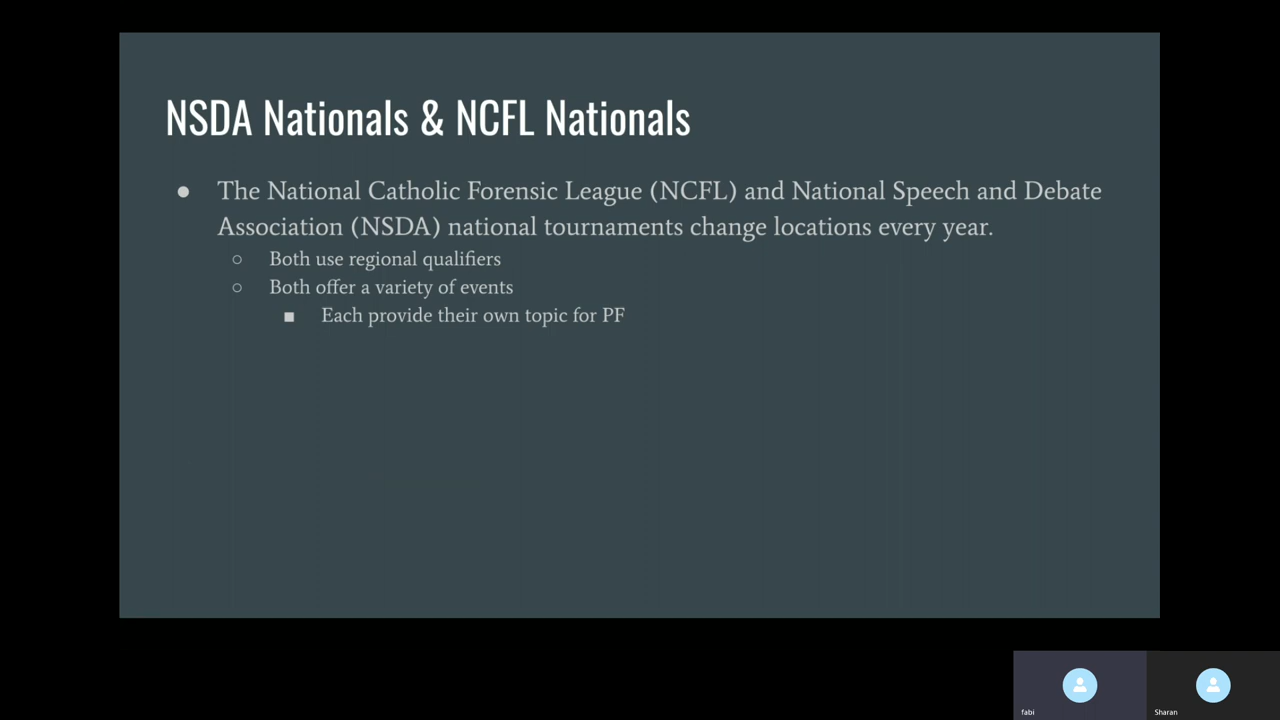 NSDA Nationals & NCFL Nationals
● The National Catholic Forensic League (NCFL) and National Speech and Debate
Association (NSDA) national tournaments change locations every year.
○ Both use regional qualifiers
○ Both offer a variety of events
■ Each provide their own topic for PF
fabi
Sharan